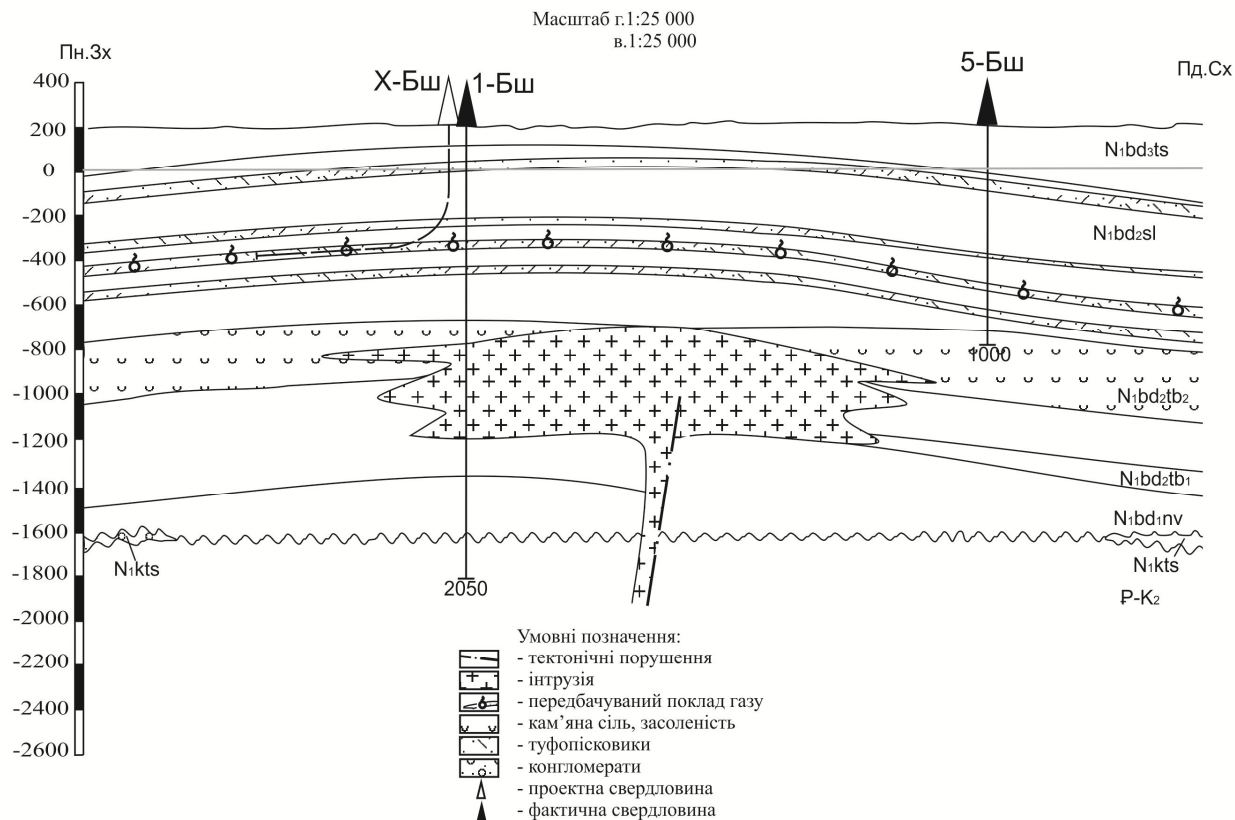 Масштаб г.1:25 000
в.1:25 000
Пн.Зх
Х-Бш
1-Бш
5-Бш
Пд.Сх
400
200
0
-200
-400
-600
-800
-1000
-1200
-1400
-1600
-1800
-2000
-2200
-2400
-2600
N₁bd₃ts
N₁bd₂sl
1000
N₁bd₂tb₂
N₁bd₂tb₁
N₁bd₁nv
N₁kts
N₁kts
2050
₽-K₂
Умовні позначення:
- тектонічні порушення
- інтрузія
- передбачуваний поклад газу
- кам’яна сіль, засоленість
- туфопісковики
- конгломерати
- проектна свердловина
- фактична свердловина